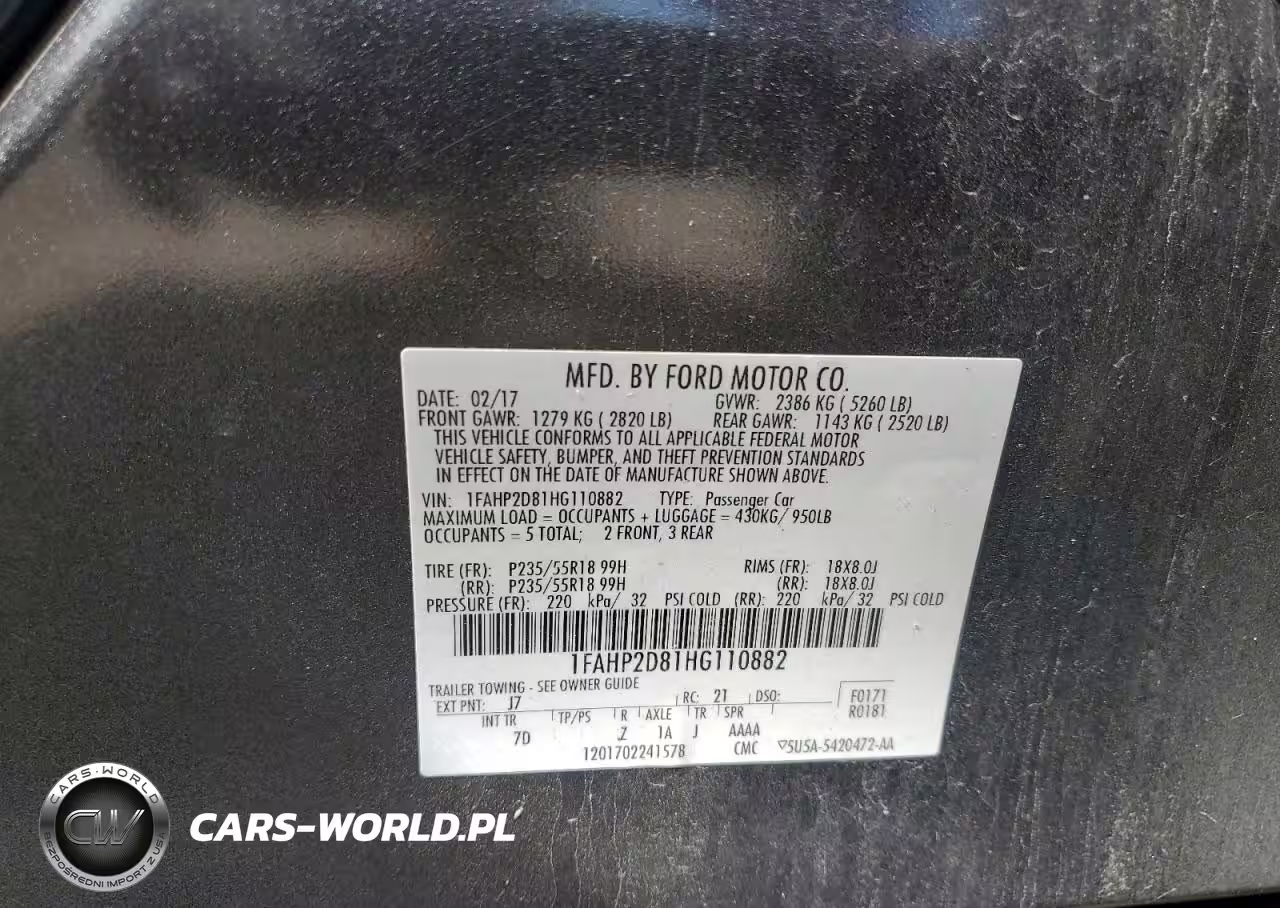 MFD. BY FORD MOTOR CO.
DATE: 02/17 GVWR: 2386 KG ( 5260 LB)
FRONT GAWR: 1279 KG ( 2820 LB) REAR GAWR: 1143 KG ( 2520 LB)
THIS VEHICLE CONFORMS TO ALL APPLICABLE FEDERAL MOTOR
VEHICLE SAFETY, BUMPER, AND THEFT PREVENTION STANDARDS
IN EFFECT ON THE DATE OF MANUFACTURE SHOWN ABOVE.
VIN: 1FAHP2D81HG110882 TYPE: Passenger Car
MAXIMUM LOAD = OCCUPANTS + LUGGAGE = 430KG/ 950LB
OCCUPANTS = 5 TOTAL; 2 FRONT, 3 REAR
TIRE (FR): P235/55R18 99H RIMS (FR): 18X8.0J
(RR): P235/55R18 99H (RR): 18X8.0J
PRESSURE (FR): 220 kPa/ 32 PSI COLD (RR): 220 kPa/ 32 PSI COLD
1FAHP2D81HG110882
TRAILER TOWING - SEE OWNER GUIDE
EXT PNT: J7 RC: 21 DSO: F0171
R0181
INT TR TP/PS R AXLE TR SPR
7D Z 1A J AAAA
1201702241578 CMC ▽5U5A-5420472-AA
CARS-WORLD
CW
BEZPOŚREDNI IMPORT Z USA
CARS-WORLD.PL